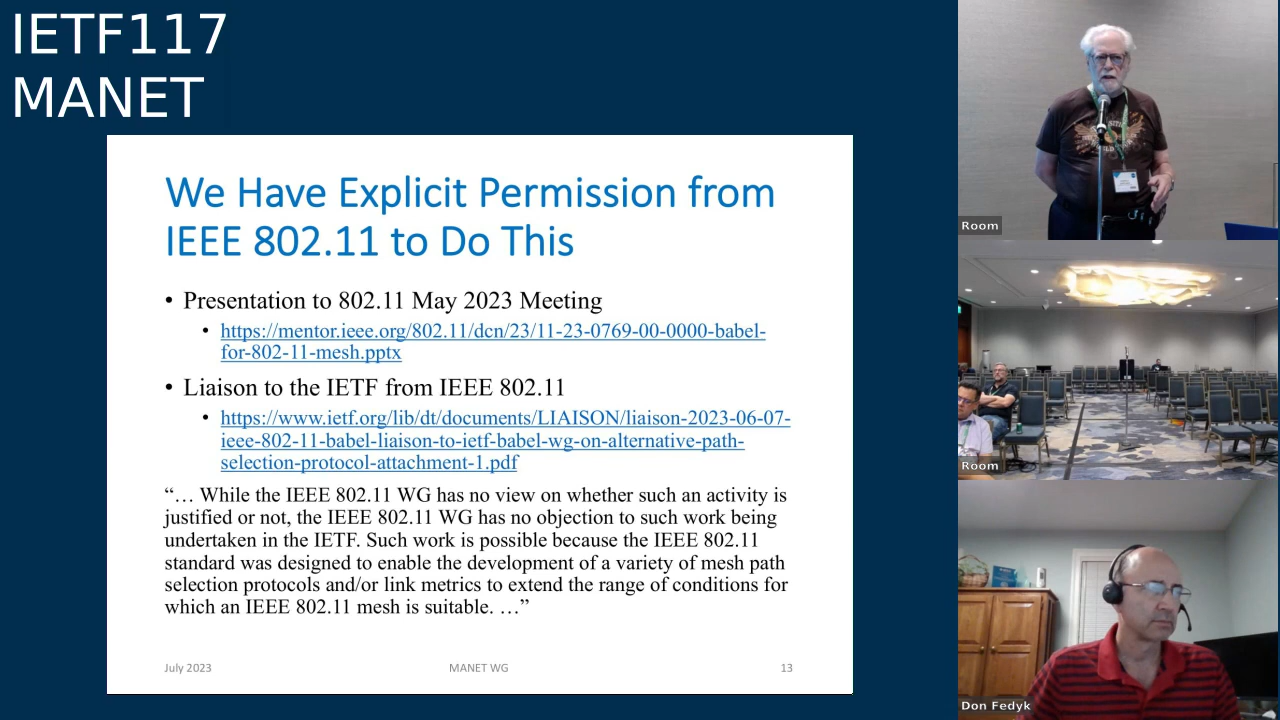 IETF117
MANET
We Have Explicit Permission from
IEEE 802.11 to Do This
• Presentation to 802.11 May 2023 Meeting
• https://mentor.ieee.org/802.11/dcn/23/11-23-0769-00-0000-babel-
for-802-11-mesh.pptx
• Liaison to the IETF from IEEE 802.11
• https://www.ietf.org/lib/dt/documents/LIAISON/liaison-2023-06-07-
ieee-802-11-babel-liaison-to-ietf-babel-wg-on-alternative-path-
selection-protocol-attachment-1.pdf
“… While the IEEE 802.11 WG has no view on whether such an activity is
justified or not, the IEEE 802.11 WG has no objection to such work being
undertaken in the IETF. Such work is possible because the IEEE 802.11
standard was designed to enable the development of a variety of mesh path
selection protocols and/or link metrics to extend the range of conditions for
which an IEEE 802.11 mesh is suitable. …”
July 2023
MANET WG
13
Room
Room
Don Fedyk